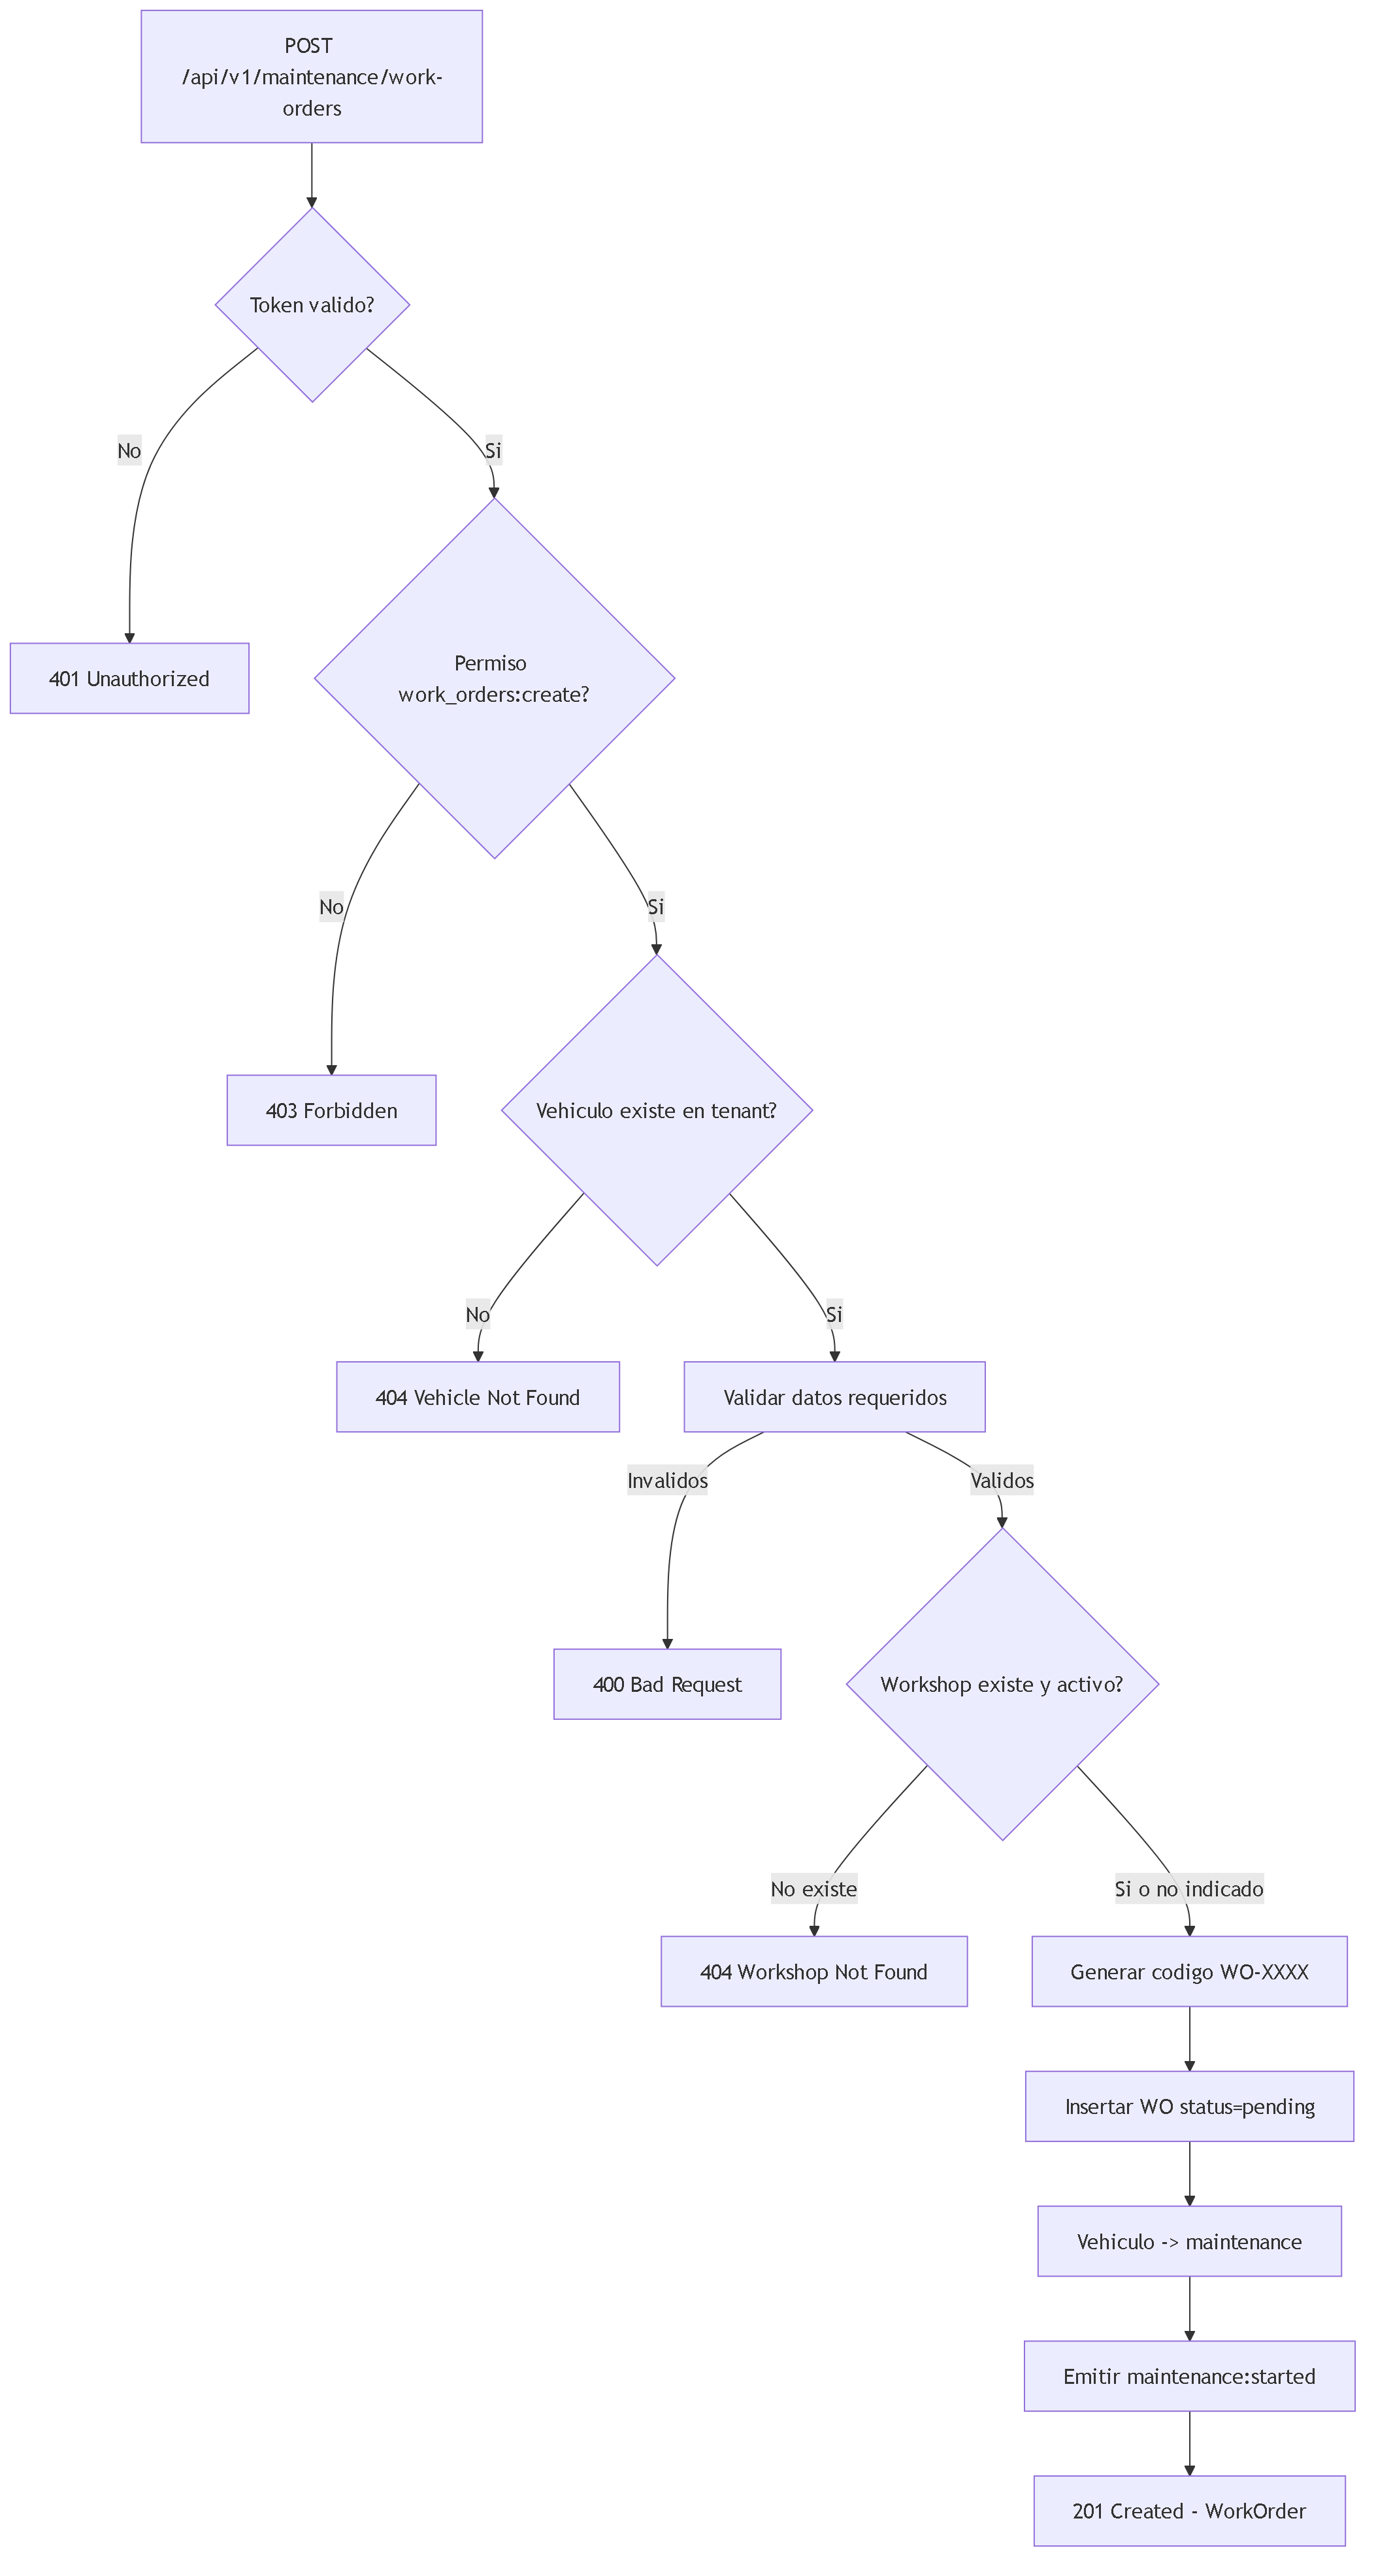 POST
/api/v1/maintenance/work-
orders
Token valido?
No
Si
401 Unauthorized
Permiso
work_orders:create?
No
Si
403 Forbidden
Vehiculo existe en tenant?
No
Si
404 Vehicle Not Found
Validar datos requeridos
Invalidos
Validos
400 Bad Request
Workshop existe y activo?
No existe
Si o no indicado
404 Workshop Not Found
Generar codigo WO-XXXX
Insertar WO status=pending
Vehiculo -> maintenance
Emitir maintenance:started
201 Created - WorkOrder